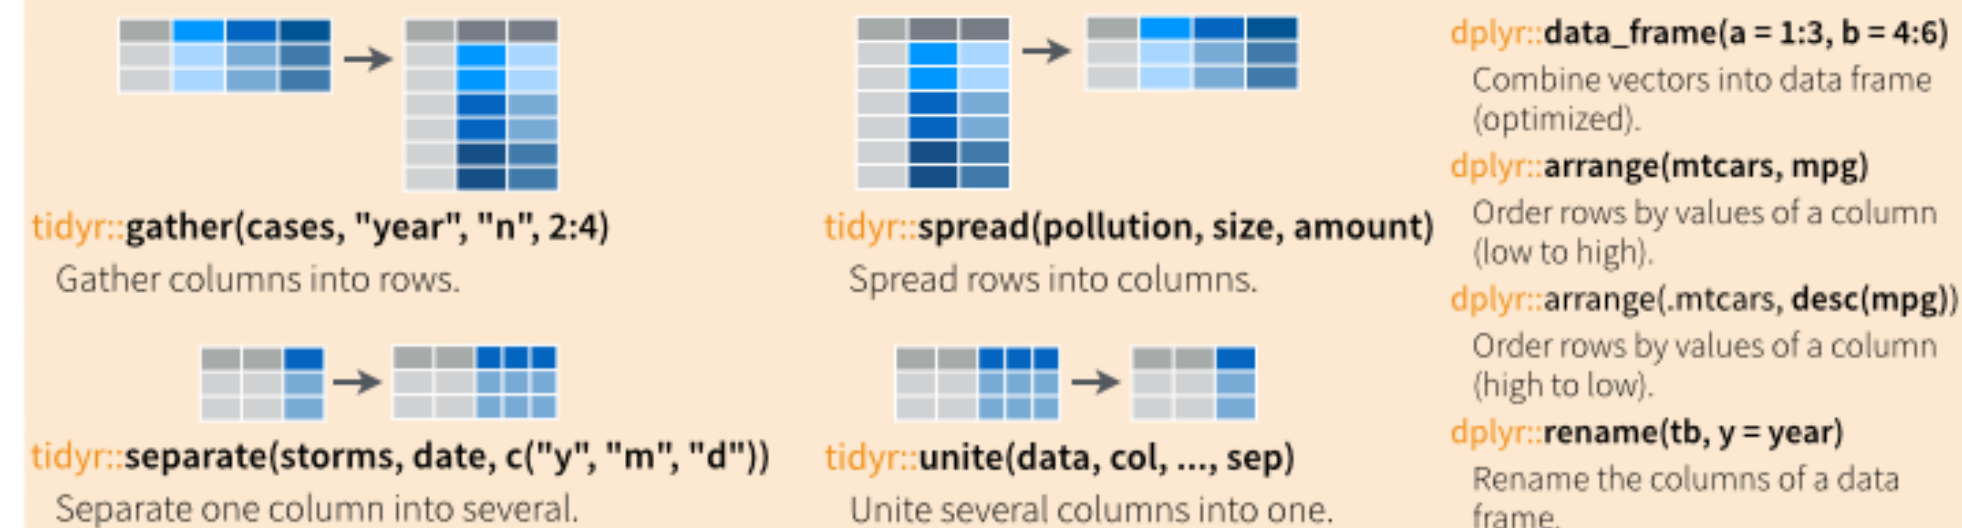 tidyr::gather(cases, "year", "n", 2:4)
Gather columns into rows.
tidyr::spread(pollution, size, amount)
Spread rows into columns.
tidyr::separate(storms, date, c("y", "m", "d"))
Separate one column into several.
tidyr::unite(data, col, ..., sep)
Unite several columns into one.
dplyr::data_frame(a = 1:3, b = 4:6)
Combine vectors into data frame
(optimized).
dplyr::arrange(mtcars, mpg)
Order rows by values of a column
(low to high).
dplyr::arrange(.mtcars, desc(mpg))
Order rows by values of a column
(high to low).
dplyr::rename(tb, y = year)
Rename the columns of a data
frame.